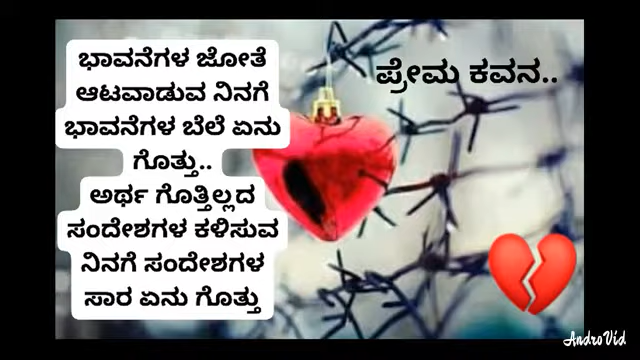 ಭಾವನೆಗಳ ಜೋತೆ
ಆಟವಾಡುವ ನಿನಗೆ
ಭಾವನೆಗಳ ಬೆಲೆ ಏನು
ಗೊತ್ತು..
ಅರ್ಥ ಗೊತ್ತಿಲ್ಲದ
ಸಂದೇಶಗಳ ಕಳಿಸುವ
ನಿನಗೆ ಸಂದೇಶಗಳ
ಸಾರ ಏನು ಗೊತ್ತು
ಪ್ರೇಮ ಕವನ..
AndroVid